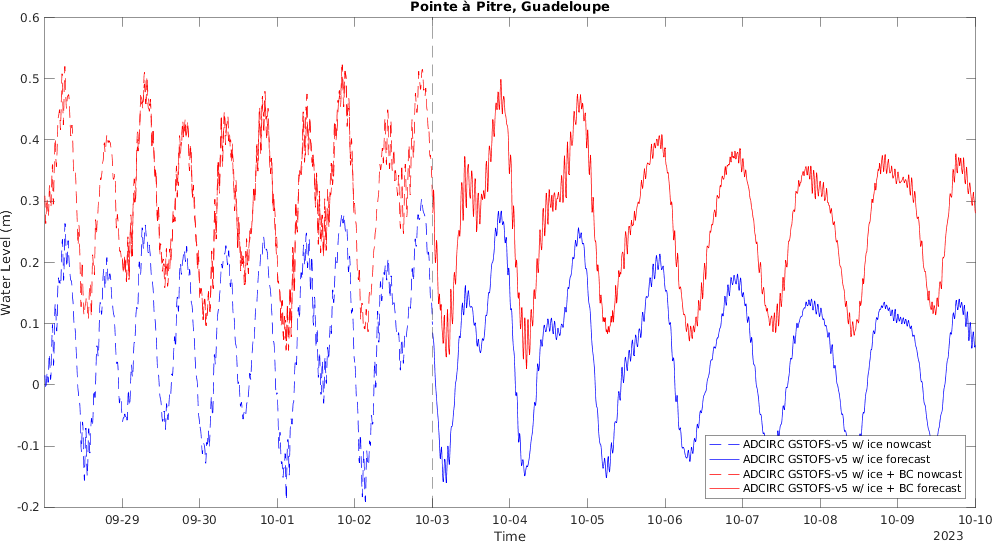 Pointe à Pitre, Guadeloupe
0.6
0.5
0.4
0.3
0.2
0.1
0
-0.1
-0.2
Water Level (m)
ADCIRC GSTOFS-v5 w/ ice nowcast
ADCIRC GSTOFS-v5 w/ ice forecast
ADCIRC GSTOFS-v5 w/ ice + BC nowcast
ADCIRC GSTOFS-v5 w/ ice + BC forecast
09-29 09-30 10-01 10-02 10-03 10-04 10-05 10-06 10-07 10-08 10-09 10-10
Time
2023